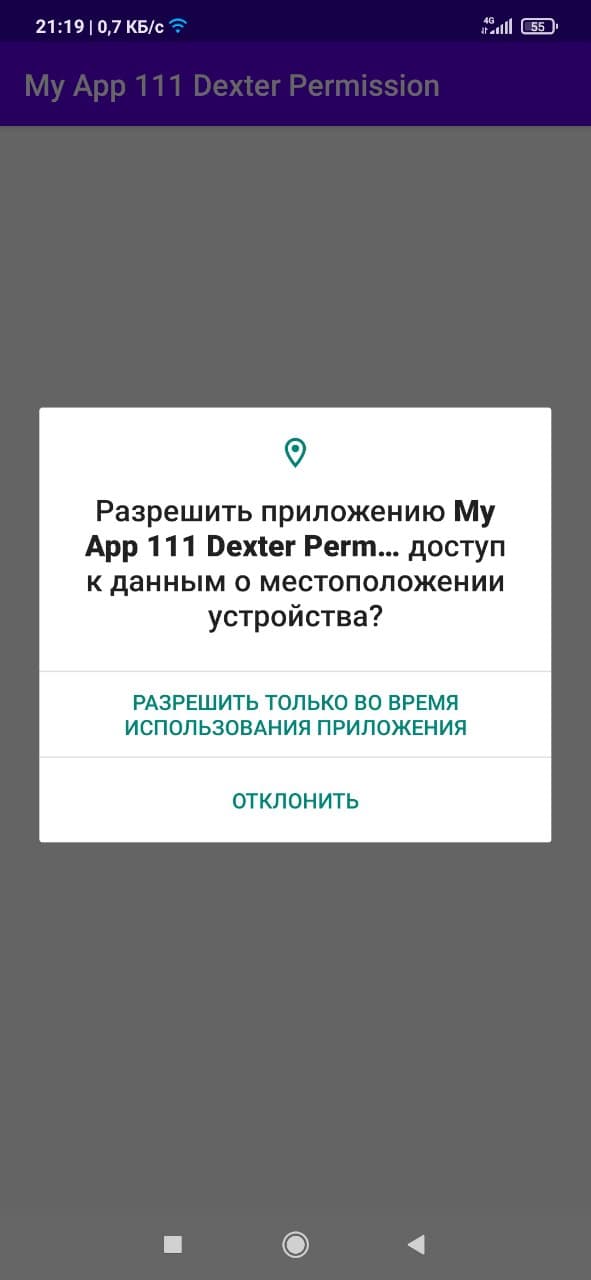 21:19 | 0,7 КБ/с
4G
55
My App 111 Dexter Permission
Разрешить приложению My
App 111 Dexter Perm... доступ
к данным о местоположении
устройства?
РАЗРЕШИТЬ ТОЛЬКО ВО ВРЕМЯ
ИСПОЛЬЗОВАНИЯ ПРИЛОЖЕНИЯ
ОТКЛОНИТЬ